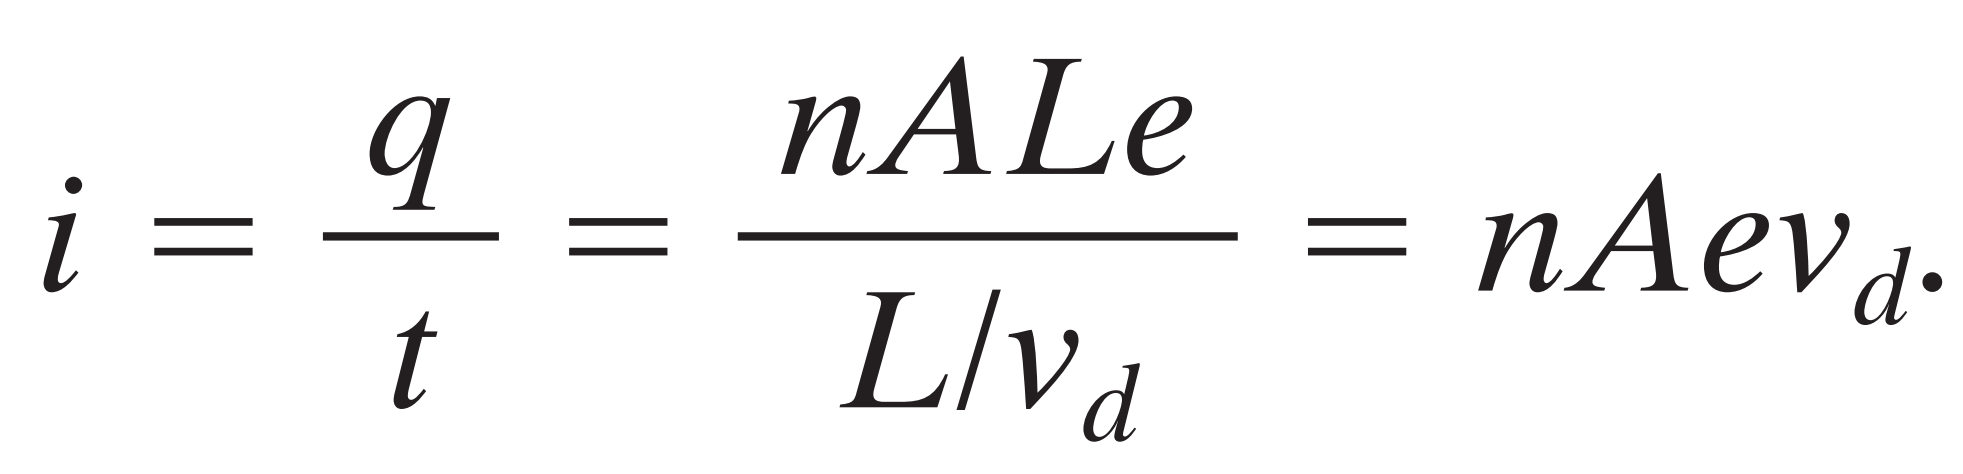 i = q/t = nALe/(L/v_d) = nAev_d.